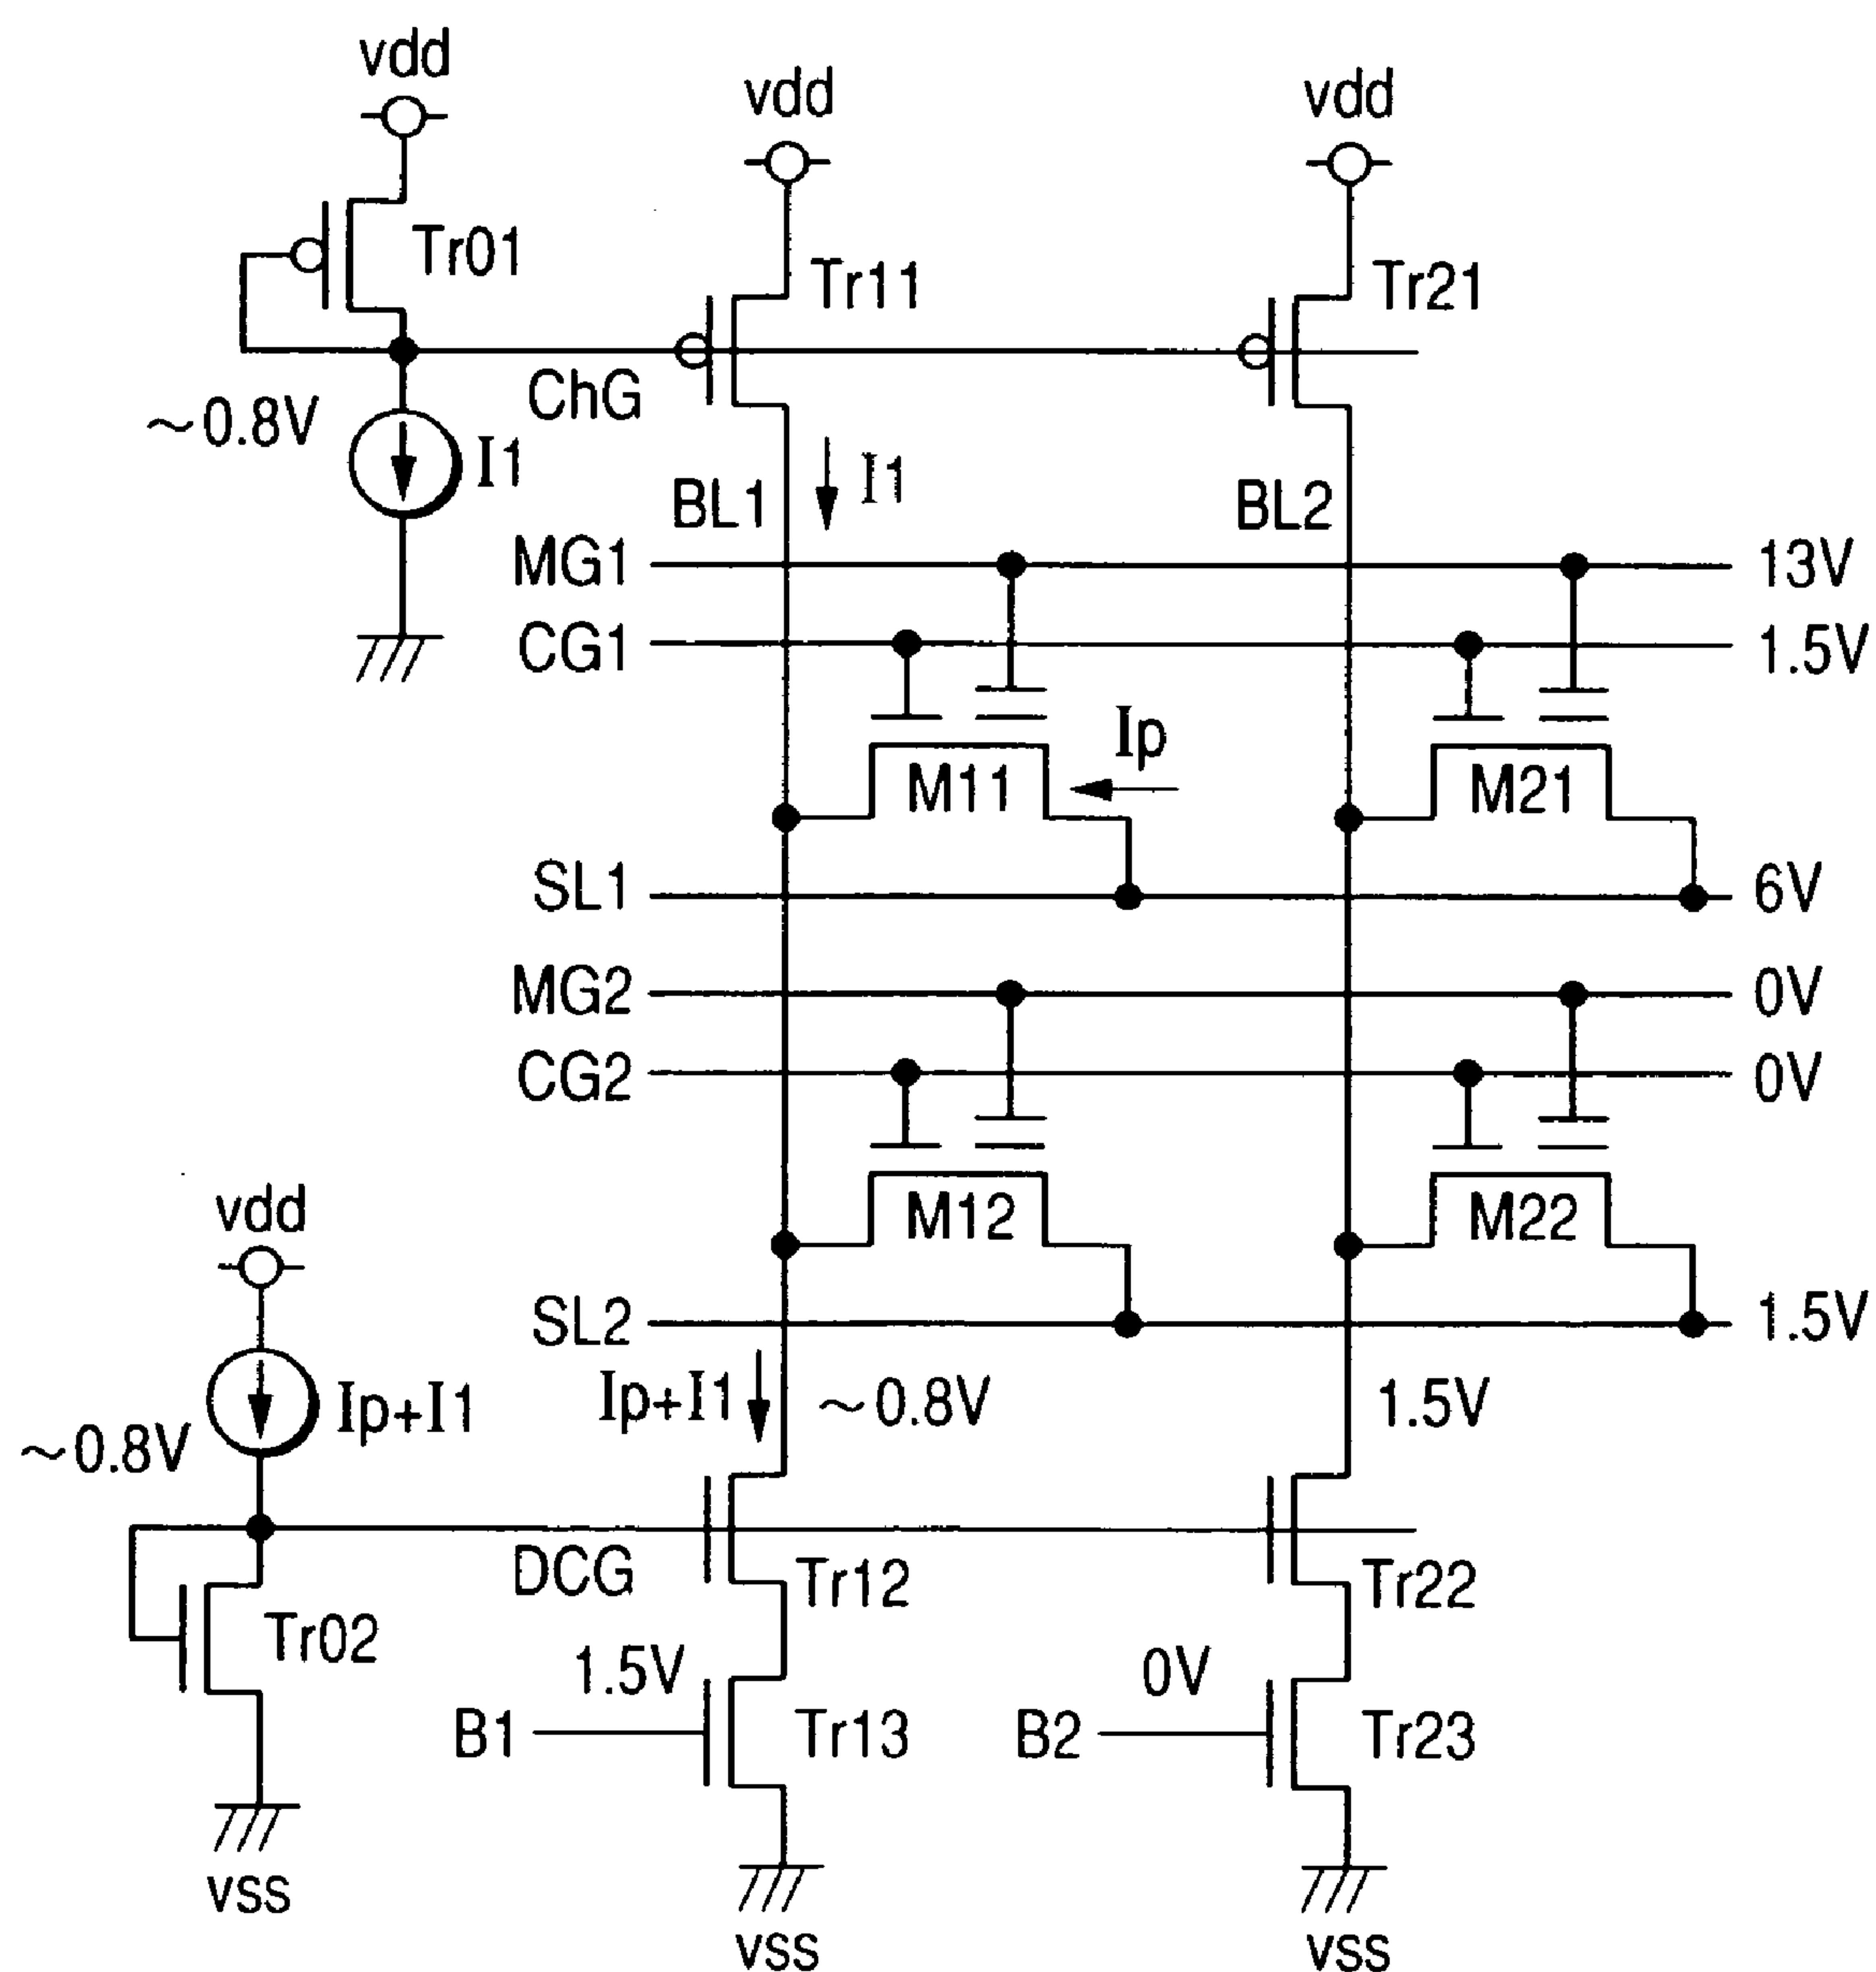 vdd
vdd
vdd
Tr01
Tr11
Tr21
ChG
~0.8V
I1
I1
BL1
BL2
MG1
13V
CG1
1.5V
Ip
M11
M21
SL1
6V
MG2
0V
CG2
0V
M12
M22
vdd
SL2
1.5V
Ip+I1
Ip+I1
~0.8V
1.5V
~0.8V
DCG
Tr12
Tr22
Tr02
1.5V
0V
B1
Tr13
B2
Tr23
vss
vss
vss